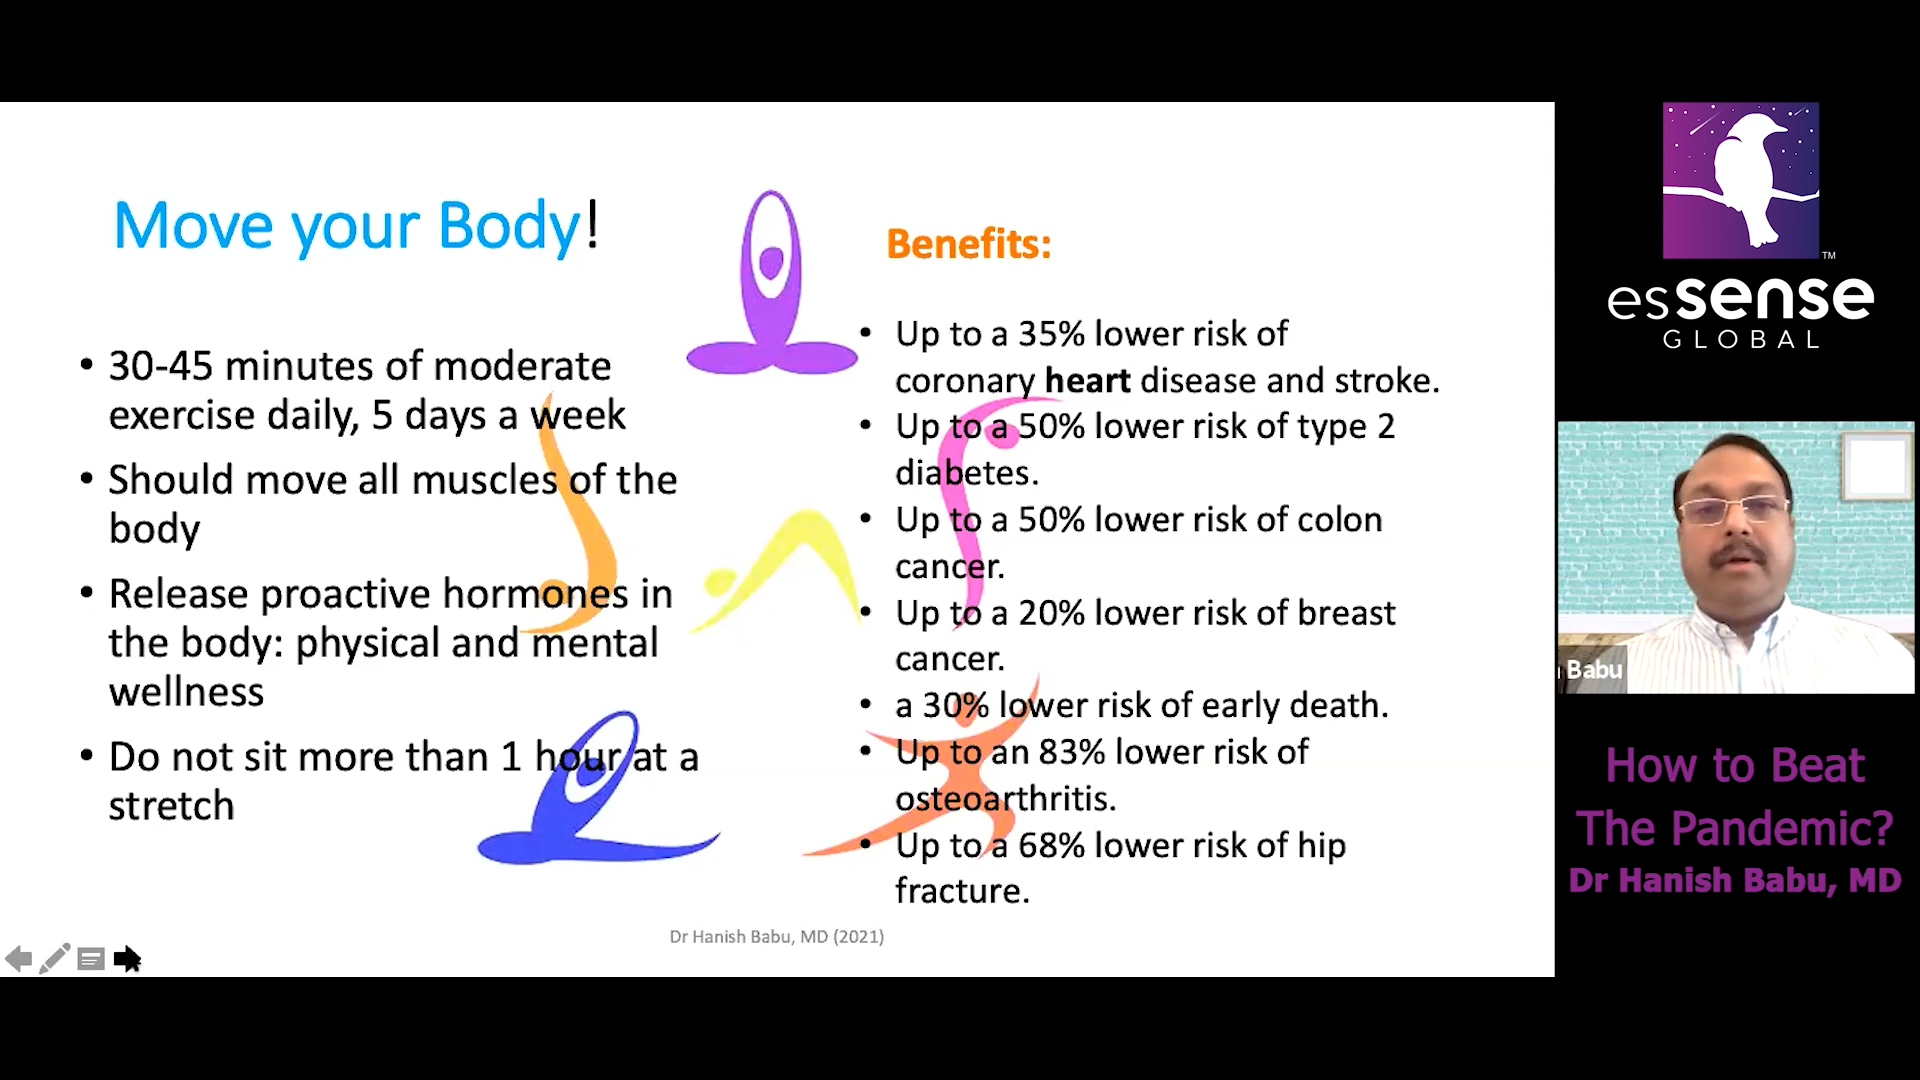 Move your Body!
• 30-45 minutes of moderate
exercise daily, 5 days a week
• Should move all muscles of the
body
• Release proactive hormones in
the body: physical and mental
wellness
• Do not sit more than 1 hour at a
stretch
Benefits:
• Up to a 35% lower risk of
coronary heart disease and stroke.
• Up to a 50% lower risk of type 2
diabetes.
• Up to a 50% lower risk of colon
cancer.
• Up to a 20% lower risk of breast
cancer.
• a 30% lower risk of early death.
• Up to an 83% lower risk of
osteoarthritis.
• Up to a 68% lower risk of hip
fracture.
Dr Hanish Babu, MD (2021)
TM
esSense
GLOBAL
Babu
How to Beat
The Pandemic?
Dr Hanish Babu, MD